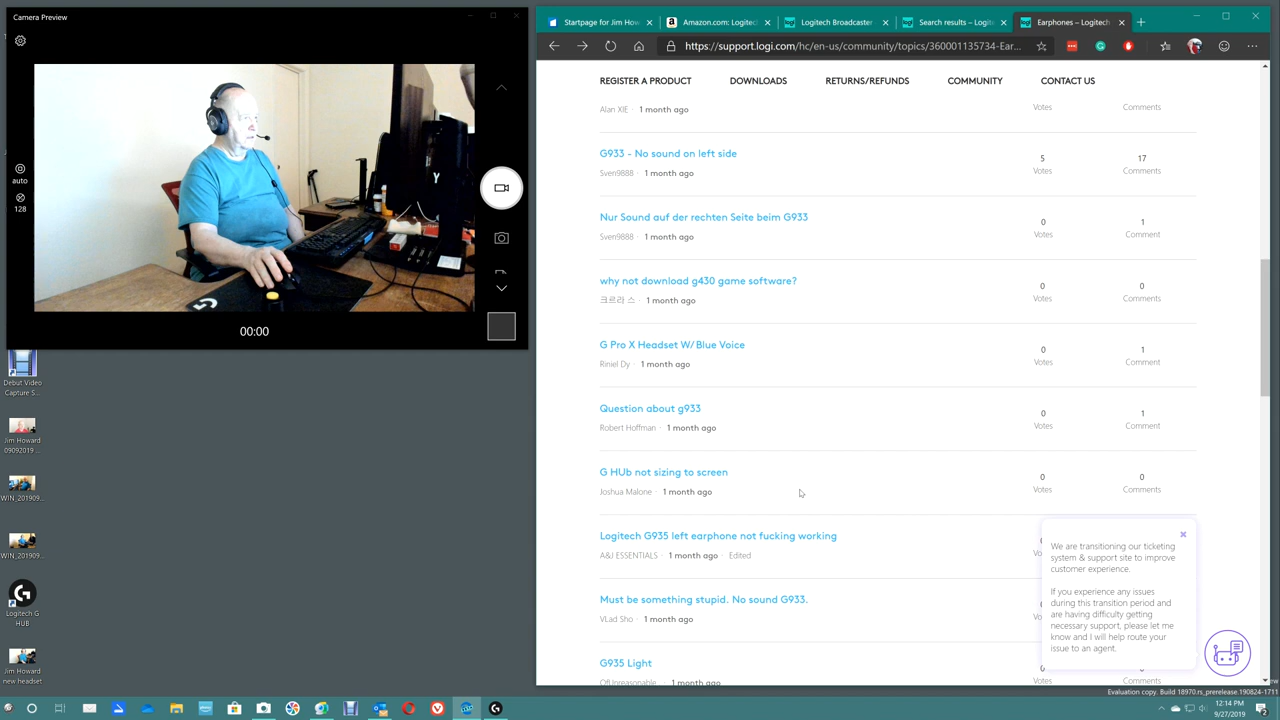 Camera Preview
auto
128
00:00
Debut Video
Capture S...
Jim Howard
09092019 ...
WIN_201909...
WIN_201909...
Logitech G
HUB
Jim Howard
new headset
Startpage for Jim How
Amazon.com: Logitec
Logitech Broadcaster
Search results – Logit
Earphones – Logitech
https://support.logi.com/hc/en-us/community/topics/360001135734-Ear...
REGISTER A PRODUCT
DOWNLOADS
RETURNS/REFUNDS
COMMUNITY
CONTACT US
Alan XIE · 1 month ago
Votes
Comments
G933 - No sound on left side
Sven9888 · 1 month ago
5
Votes
17
Comments
Nur Sound auf der rechten Seite beim G933
Sven9888 · 1 month ago
0
Votes
1
Comment
why not download g430 game software?
크르라 스 · 1 month ago
0
Votes
0
Comments
G Pro X Headset W/ Blue Voice
Riniel Dy · 1 month ago
0
Votes
1
Comment
Question about g933
Robert Hoffman · 1 month ago
0
Votes
1
Comment
G HUb not sizing to screen
Joshua Malone · 1 month ago
0
Votes
0
Comments
Logitech G935 left earphone not fucking working
A&J ESSENTIALS · 1 month ago · Edited
Must be something stupid. No sound G933.
VLad Sho · 1 month ago
G935 Light
OfUnreasonable · 1 month ago
We are transitioning our ticketing
system & support site to improve
customer experience.
If you experience any issues
during this transition period and
are having difficulty getting
necessary support, please let me
know and I will help route your
issue to an agent.
Evaluation copy. Build 18970.rs_prerelease.190824-1711
12:14 PM
9/27/2019
2